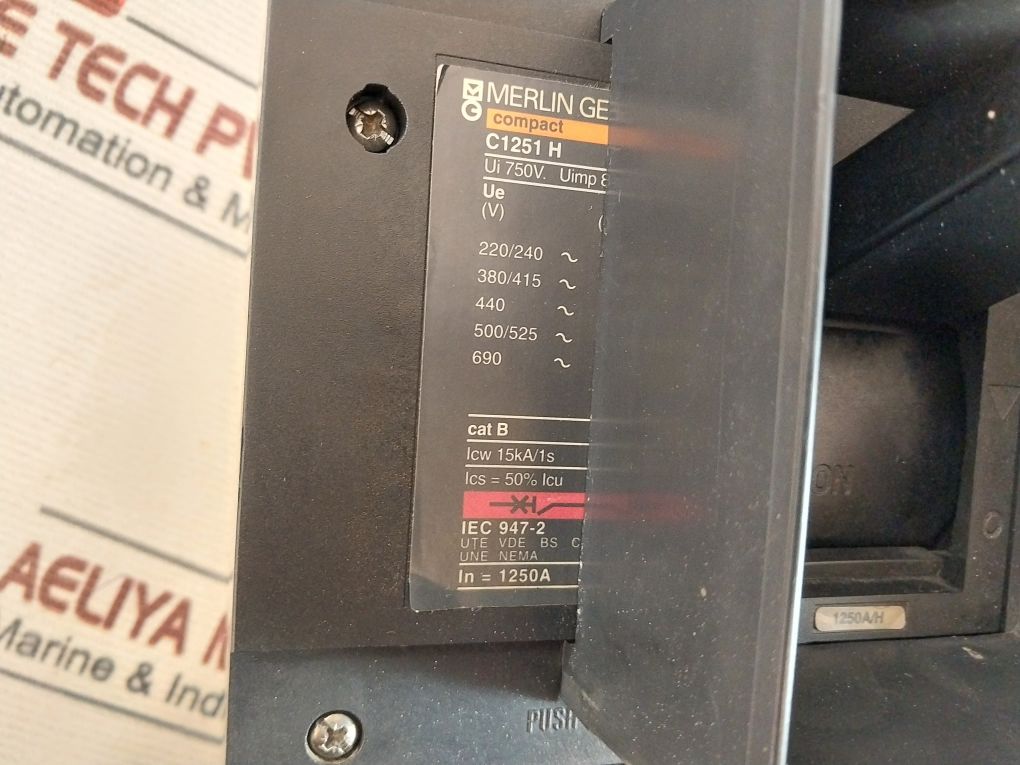 E TECH PV
utomation & M
AELIYA M
Marine & Ind
MERLIN GE
compact
C1251 H
Ui 750V. Uimp 8
Ue
(V)
220/240 ~
380/415 ~
440 ~
500/525 ~
690 ~
cat B
Icw 15kA/1s
Ics = 50% Icu
IEC 947-2
UTE VDE BS C
UNE NEMA
In = 1250A
PUSH
ON
1250A/H